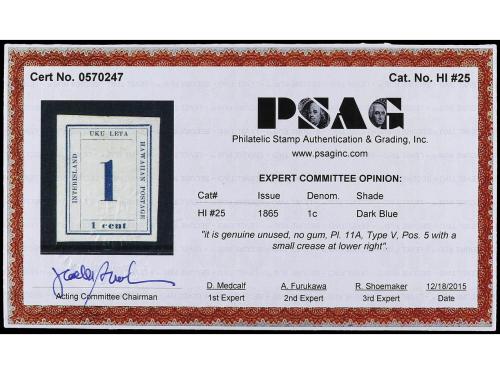 Cert No. 0570247
Cat. No. HI #25
UKU LETA
INTERISLAND
HAWAIIAN POSTAGE
1
1 cent
PSAG
Philatelic Stamp Authentication & Grading, Inc.
www.psaginc.com
EXPERT COMMITTEE OPINION:
Cat# Issue Denom. Shade
HI #25 1865 1c Dark Blue
"it is genuine unused, no gum, Pl. 11A, Type V, Pos. 5 with a
small crease at lower right".
Acting Committee Chairman
D. Medcalf A. Furukawa R. Shoemaker 12/18/2015
1st Expert 2nd Expert 3rd Expert Date